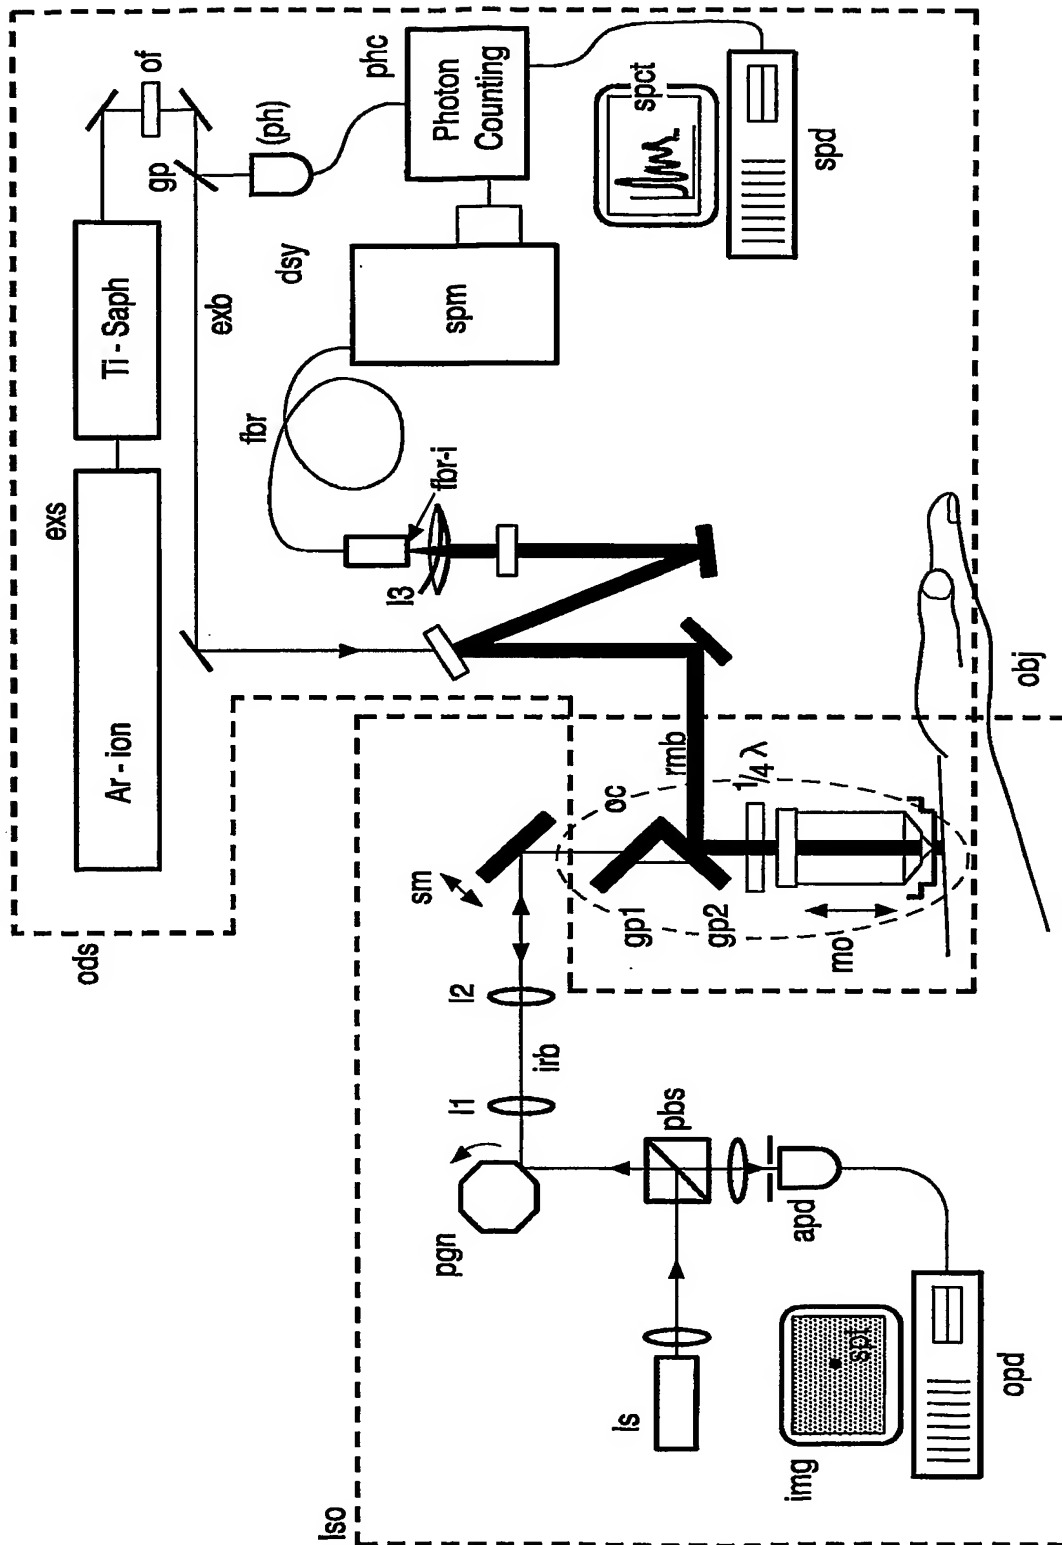 lso
ods
exs
Ar - ion
Ti - Saph
of
gp
(ph)
phc
Photon
Counting
exb
dsy
spm
fbr
fbr-i
l3
spct
spd
sm
l2
irb
l1
pgn
oc
rmb
1/4 λ
gp1
gp2
mo
obj
pbs
apd
ls
img
spt
opd